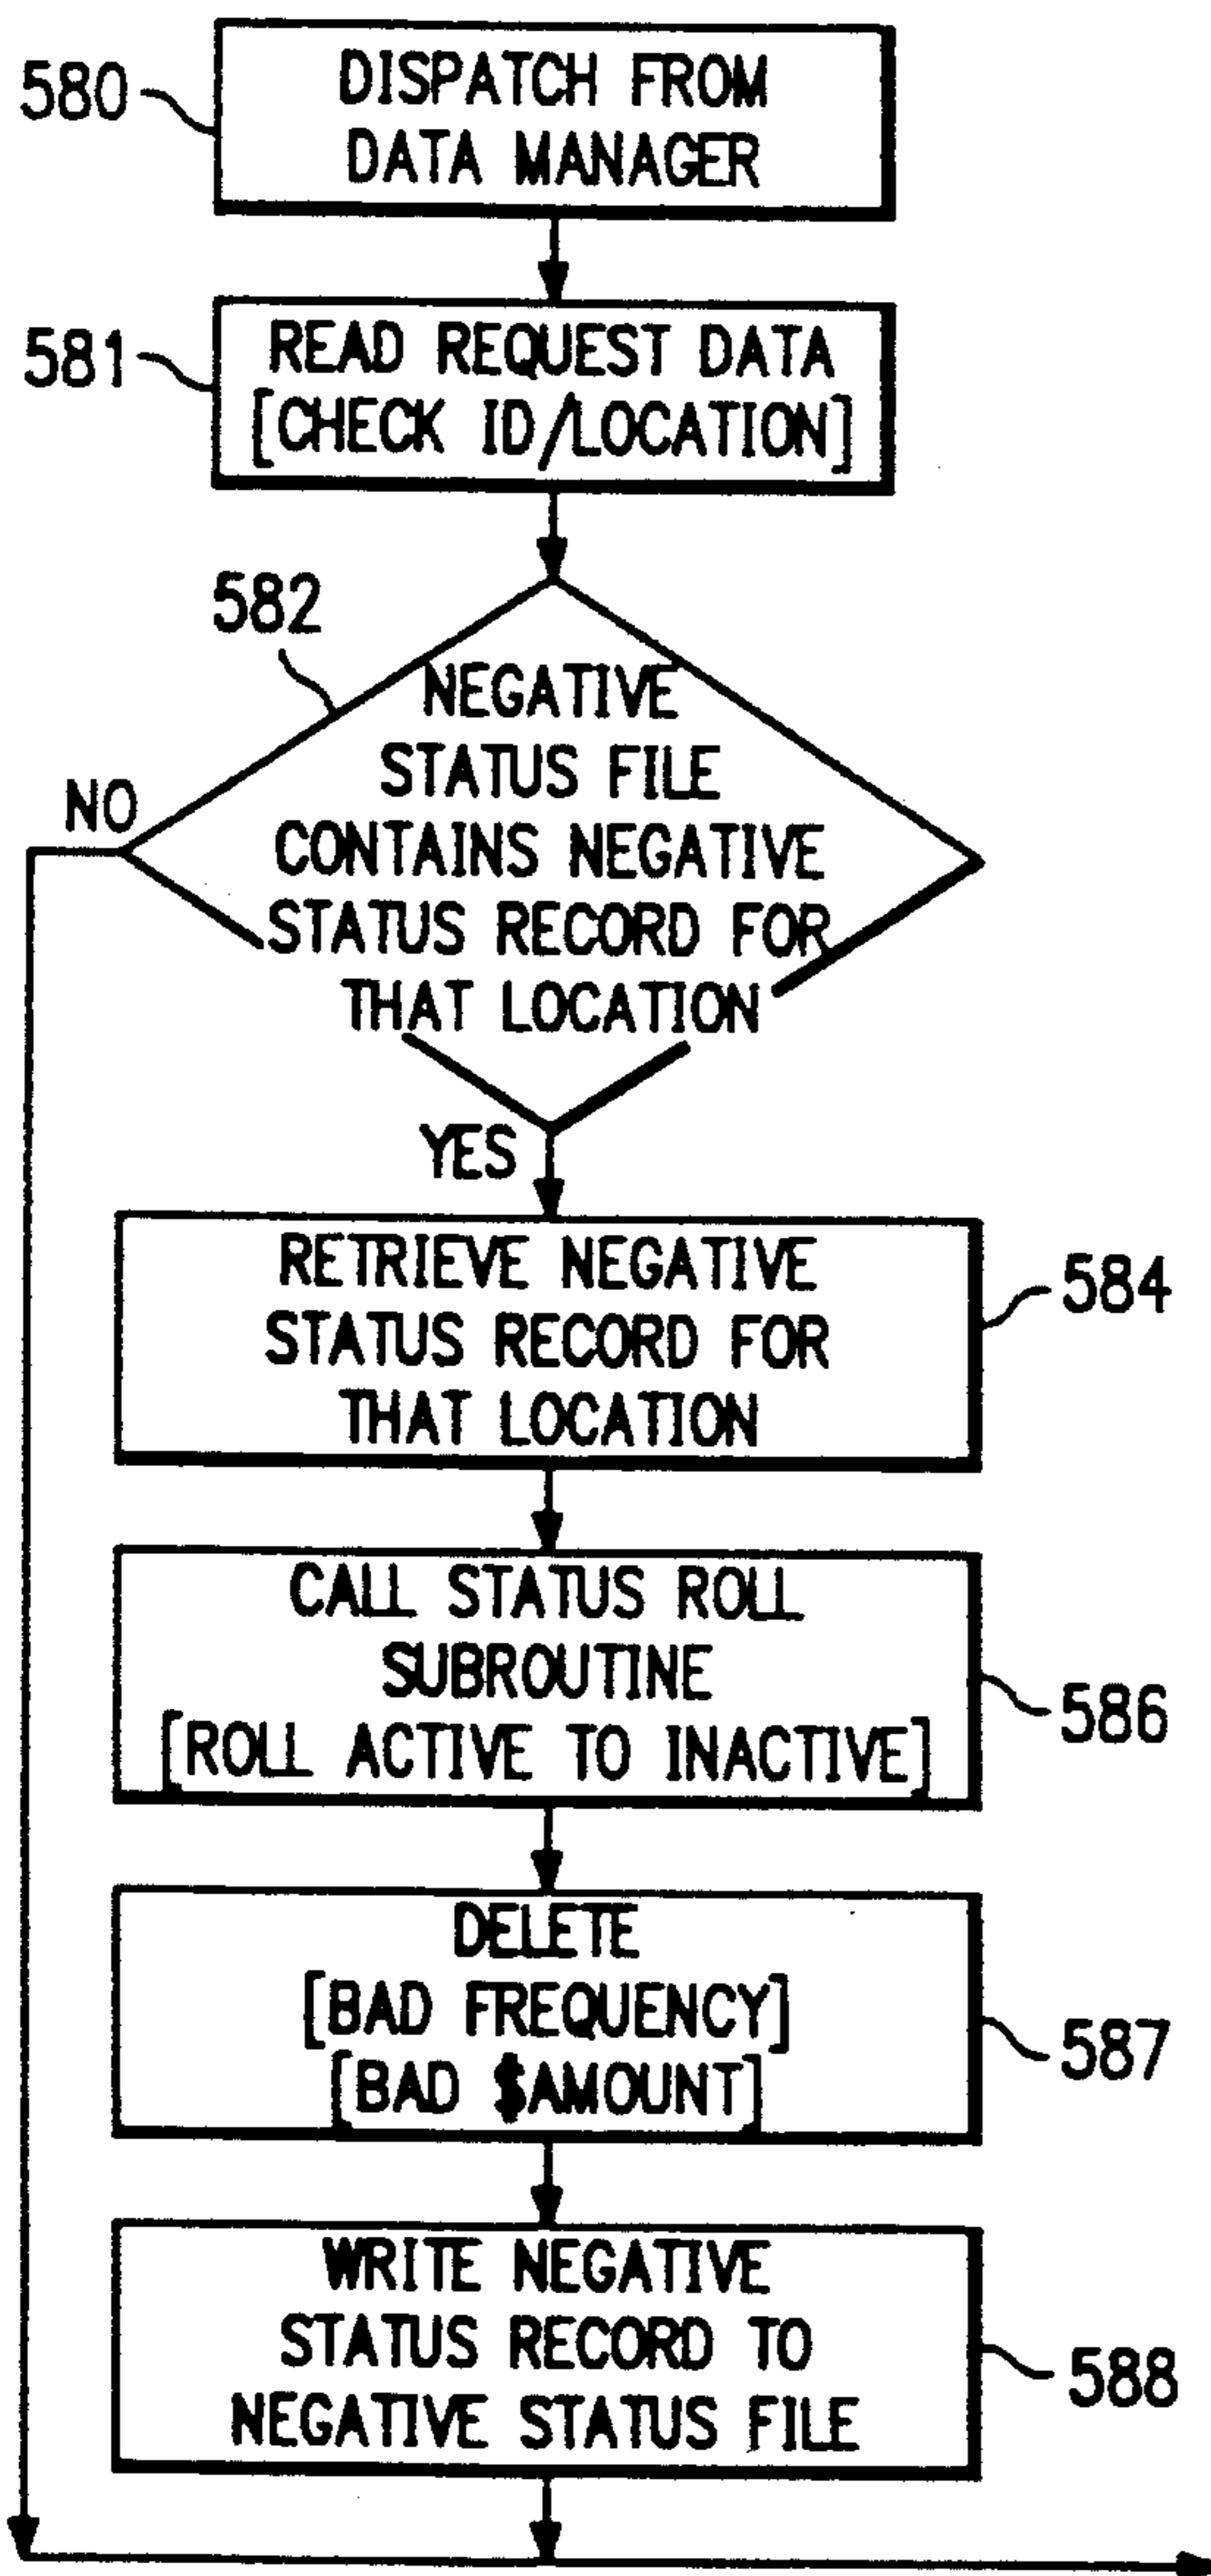 580
DISPATCH FROM
DATA MANAGER
581
READ REQUEST DATA
[CHECK ID/LOCATION]
582
NEGATIVE
STATUS FILE
CONTAINS NEGATIVE
STATUS RECORD FOR
THAT LOCATION
NO
YES
RETRIEVE NEGATIVE
STATUS RECORD FOR
THAT LOCATION
584
CALL STATUS ROLL
SUBROUTINE
[ROLL ACTIVE TO INACTIVE]
586
DELETE
[BAD FREQUENCY]
[BAD $AMOUNT]
587
WRITE NEGATIVE
STATUS RECORD TO
NEGATIVE STATUS FILE
588